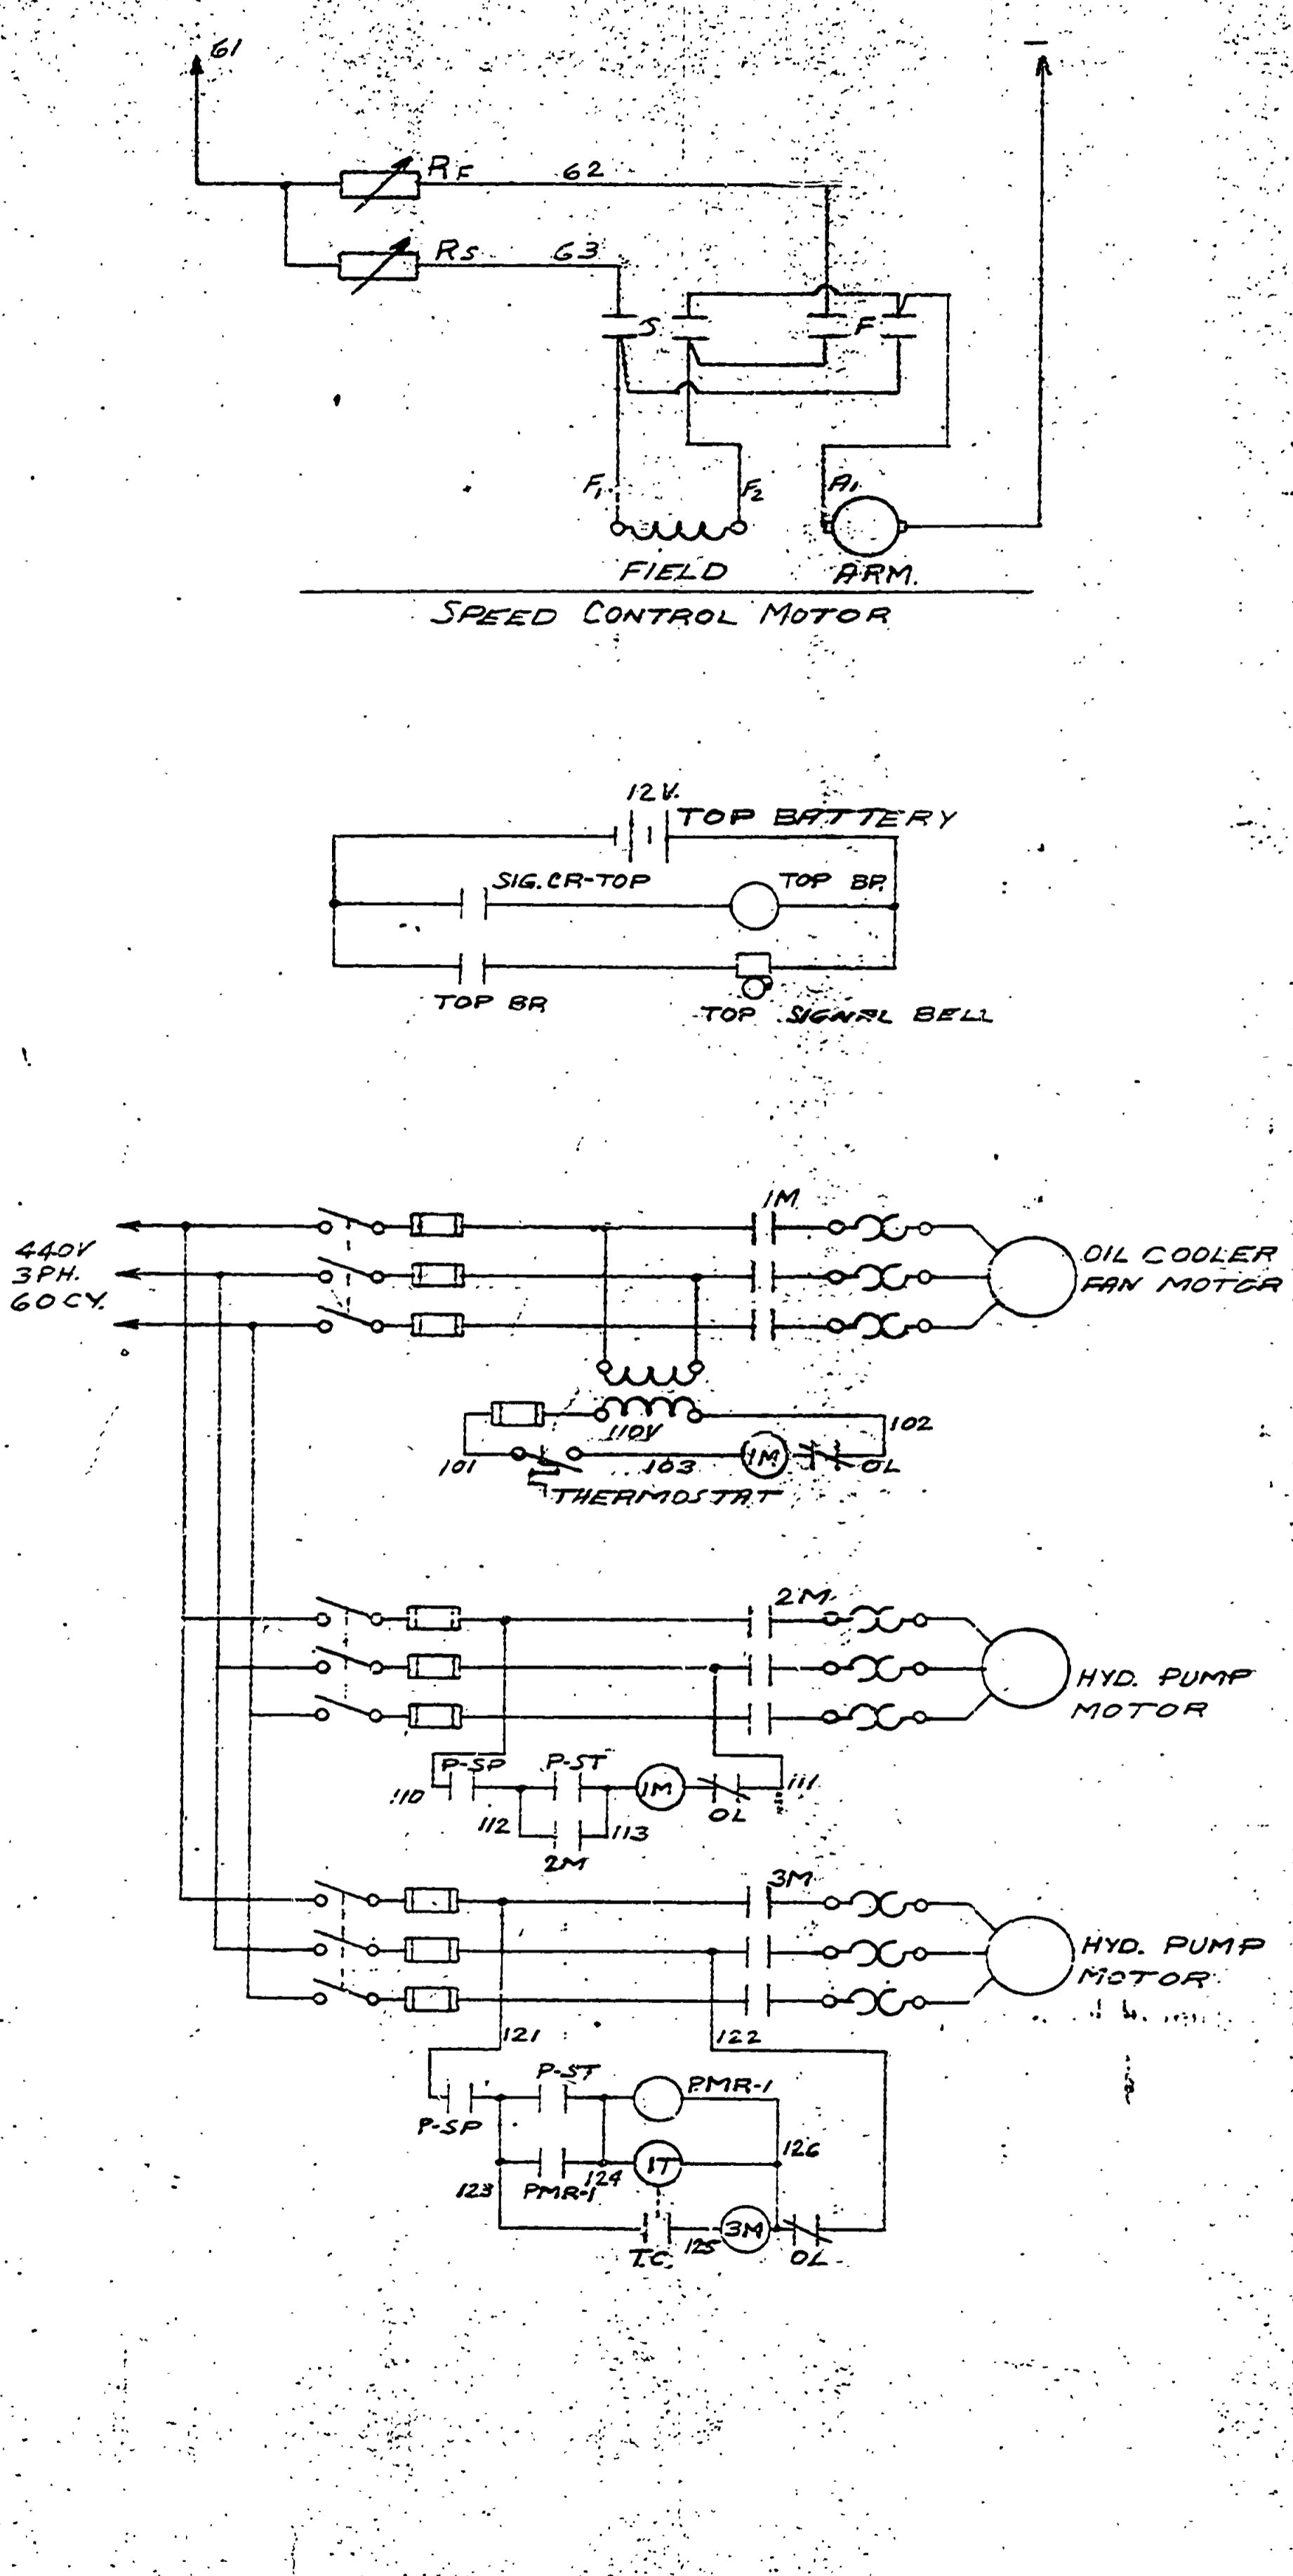 61
–
RF 62
RS 63
S F
F1 F2 A1
FIELD ARM.
SPEED CONTROL MOTOR
12V.
TOP BATTERY
SIG. CR-TOP TOP BR
TOP BR
TOP SIGNAL BELL
1M
440V
3PH.
60CY.
OIL COOLER
FAN MOTOR
110V
102
101 103 1M OL
THERMOSTAT
2M
HYD. PUMP
MOTOR
P-SP P-ST
110 1M OL 111
112 113
2M
3M
HYD. PUMP
MOTOR
121 122
P-ST PMR-1
P-SP
126
1T
123 PMR-1 124
3M
T.C. 125 OL